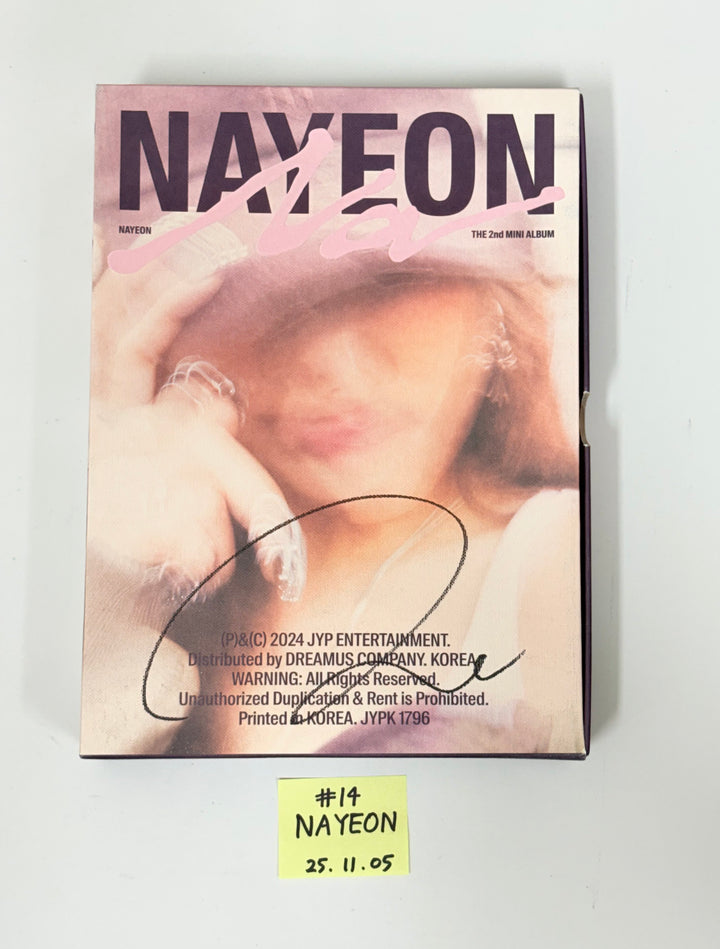 NAYEON
Na
NAYEON
THE 2nd MINI ALBUM
(P)&(C) 2024 JYP ENTERTAINMENT.
Distributed by DREAMUS COMPANY. KOREA
WARNING: All Rights Reserved.
Unauthorized Duplication & Rent is Prohibited.
Printed in KOREA. JYPK 1796
#14
NAYEON
25.11.05